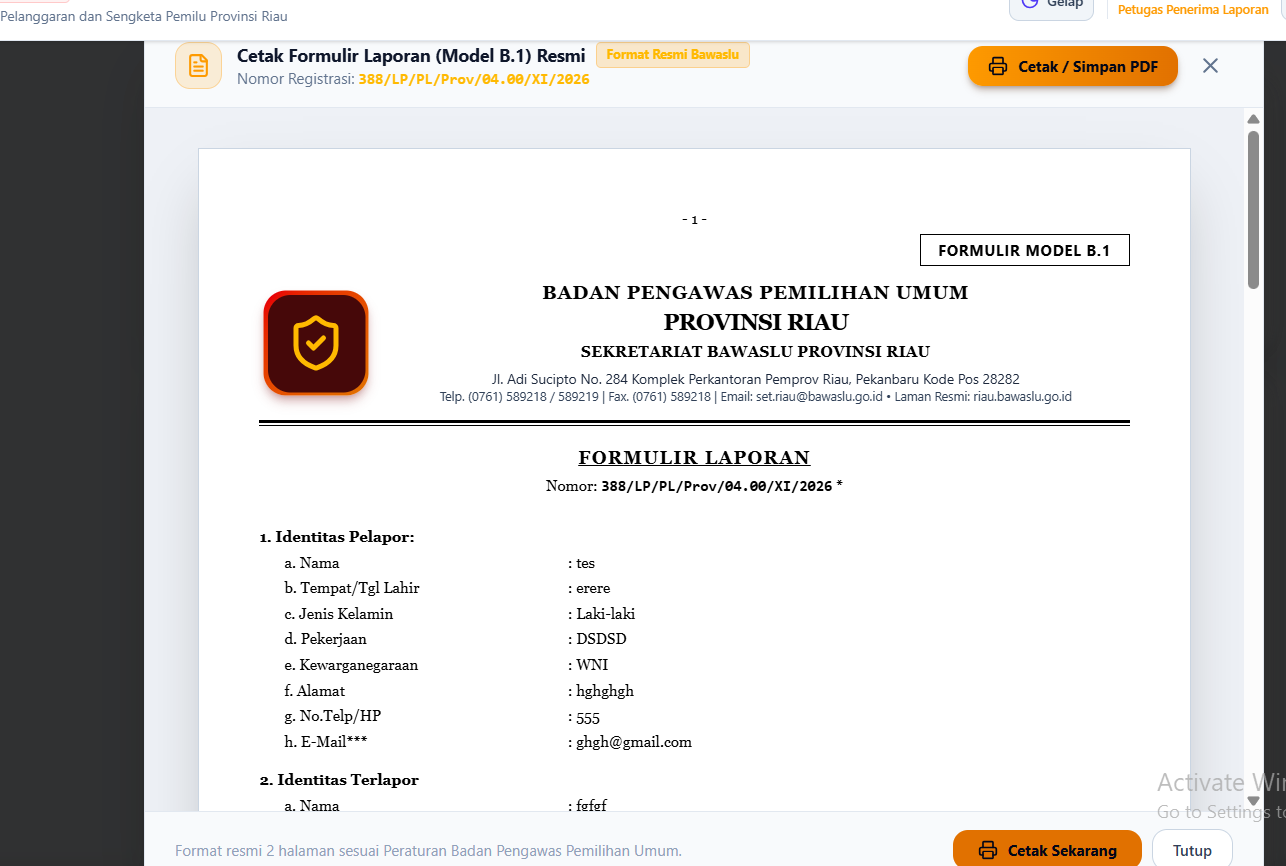 Pelanggaran dan Sengketa Pemilu Provinsi Riau
Gelap
Petugas Penerima Laporan
Cetak Formulir Laporan (Model B.1) Resmi
Format Resmi Bawaslu
Nomor Registrasi: 388/LP/PL/Prov/04.00/XI/2026
Cetak / Simpan PDF
- 1 -
FORMULIR MODEL B.1
BADAN PENGAWAS PEMILIHAN UMUM
PROVINSI RIAU
SEKRETARIAT BAWASLU PROVINSI RIAU
Jl. Adi Sucipto No. 284 Komplek Perkantoran Pemprov Riau, Pekanbaru Kode Pos 28282
Telp. (0761) 589218 / 589219 | Fax. (0761) 589218 | Email: set.riau@bawaslu.go.id • Laman Resmi: riau.bawaslu.go.id
FORMULIR LAPORAN
Nomor: 388/LP/PL/Prov/04.00/XI/2026 *
1. Identitas Pelapor:
a. Nama : tes
b. Tempat/Tgl Lahir : erere
c. Jenis Kelamin : Laki-laki
d. Pekerjaan : DSDSD
e. Kewarganegaraan : WNI
f. Alamat : hghghgh
g. No.Telp/HP : 555
h. E-Mail*** : ghgh@gmail.com
2. Identitas Terlapor
a. Nama : fgfgf
Activate Win
Go to Settings to
Format resmi 2 halaman sesuai Peraturan Badan Pengawas Pemilihan Umum.
Cetak Sekarang
Tutup